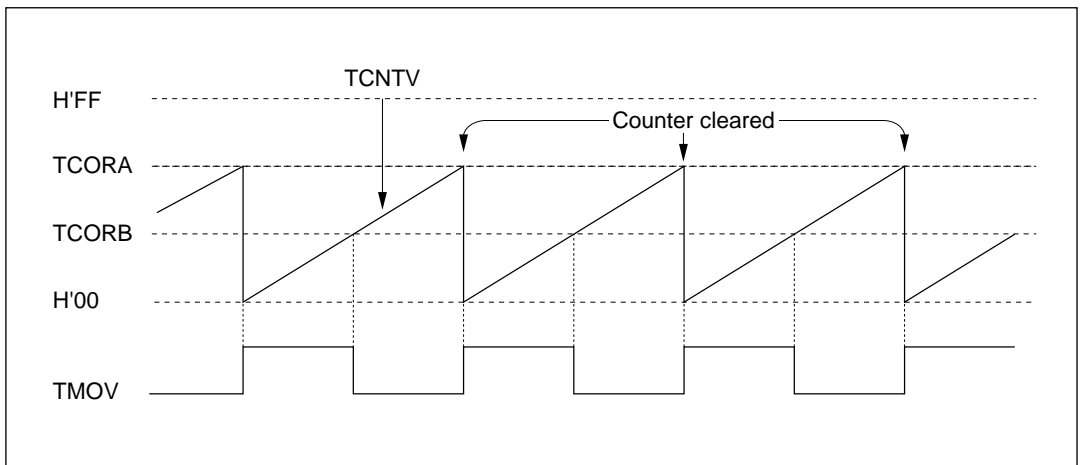 TCNTV
H'FF
Counter cleared
TCORA
TCORB
H'00
TMOV